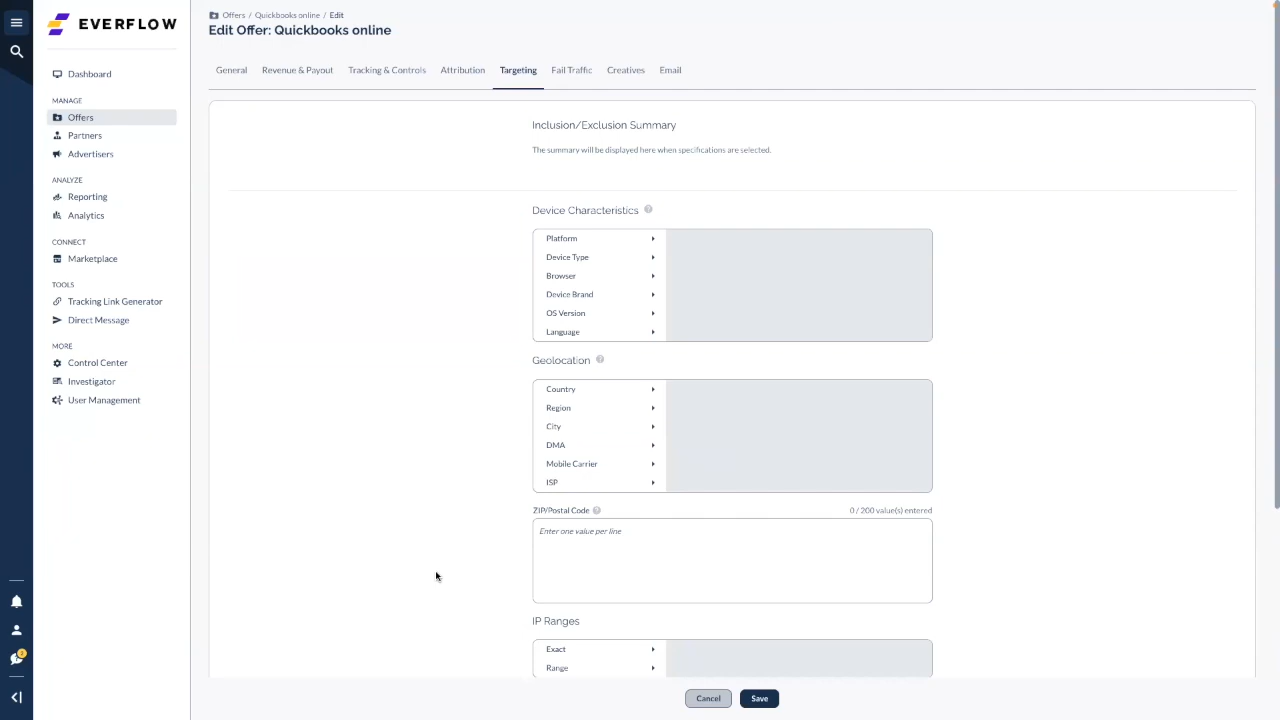 EVERFLOW
Dashboard
MANAGE
Offers
Partners
Advertisers
ANALYZE
Reporting
Analytics
CONNECT
Marketplace
TOOLS
Tracking Link Generator
Direct Message
MORE
Control Center
Investigator
User Management
Offers / Quickbooks online / Edit
Edit Offer: Quickbooks online
General Revenue & Payout Tracking & Controls Attribution Targeting Fail Traffic Creatives Email
Inclusion/Exclusion Summary
The summary will be displayed here when specifications are selected.
Device Characteristics ?
Platform
Device Type
Browser
Device Brand
OS Version
Language
Geolocation ?
Country
Region
City
DMA
Mobile Carrier
ISP
ZIP/Postal Code ? 0 / 200 value(s) entered
Enter one value per line
IP Ranges
Exact
Range
Cancel Save